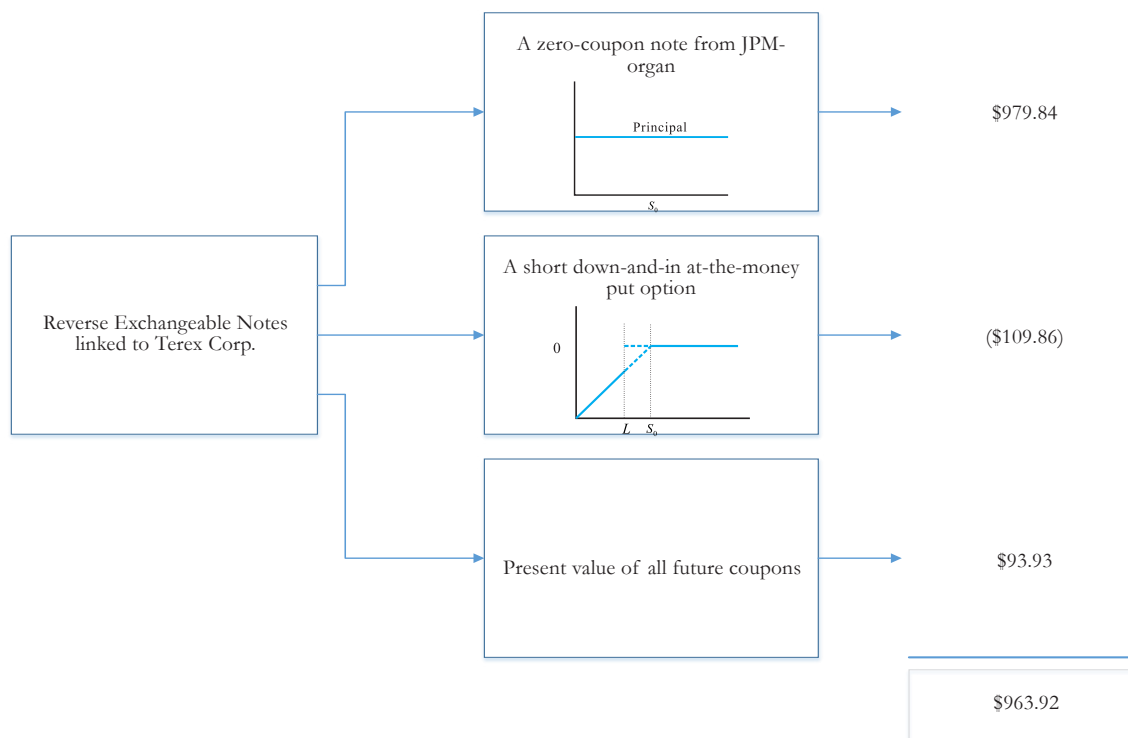 A zero-coupon note from JPM-
organ
Principal
S₀
$979.84
Reverse Exchangeable Notes
linked to Terex Corp.
A short down-and-in at-the-money
put option
0
L S₀
($109.86)
Present value of all future coupons
$93.93
$963.92